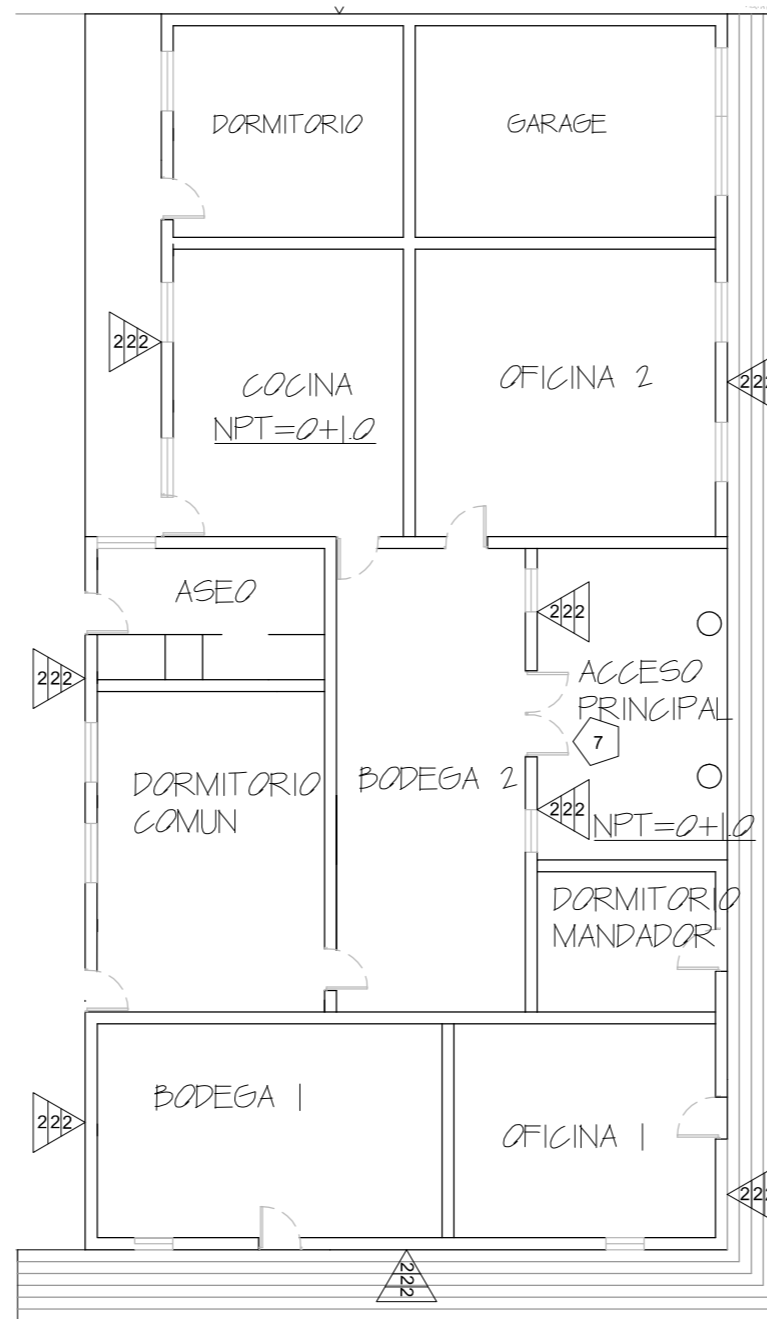 DORMITORIO
GARAGE
222
COCINA
NPT=0+1.0
OFICINA 2
222
ASEO
222
222
ACCESO
PRINCIPAL
7
DORMITORIO
COMUN
BODEGA 2
222
NPT=0+1.0
DORMITORIO
MANDADOR
BODEGA 1
222
OFICINA 1
222
222